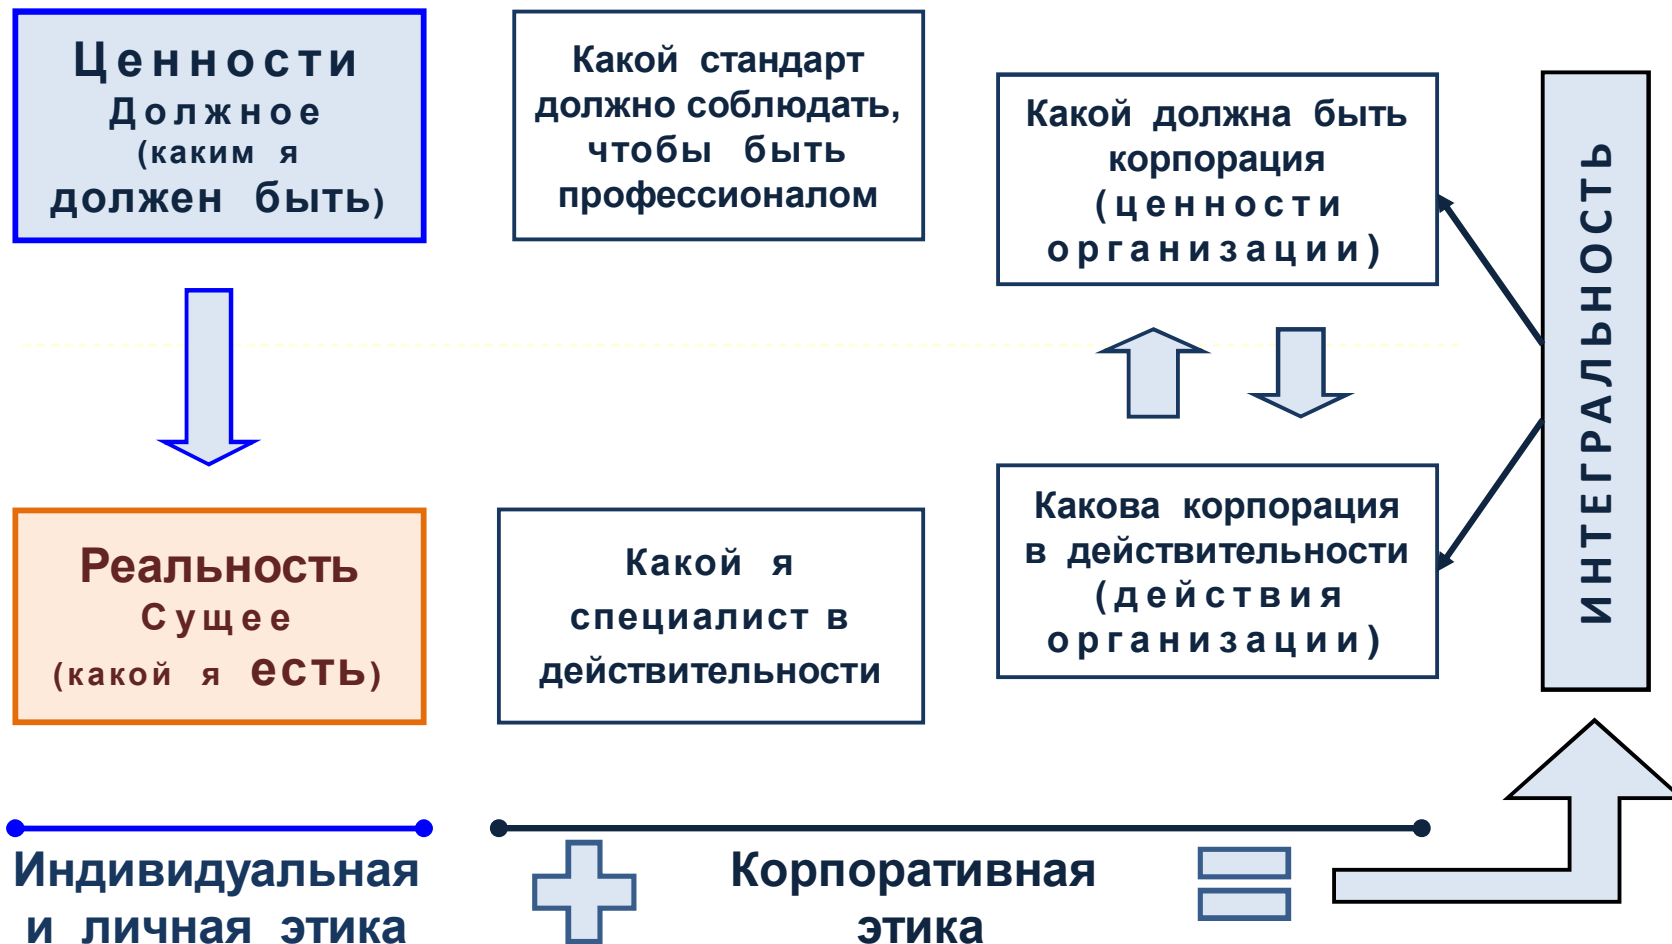 Ценности
Должное
(каким я
должен быть)
Какой стандарт
должно соблюдать,
чтобы быть
профессионалом
Какой должна быть
корпорация
(ценности
организации)
ИНТЕГРАЛЬНОСТЬ
Реальность
Сущее
(какой я есть)
Какой я
специалист в
действительности
Какова корпорация
в действительности
(действия
организации)
Индивидуальная
и личная этика
Корпоративная
этика